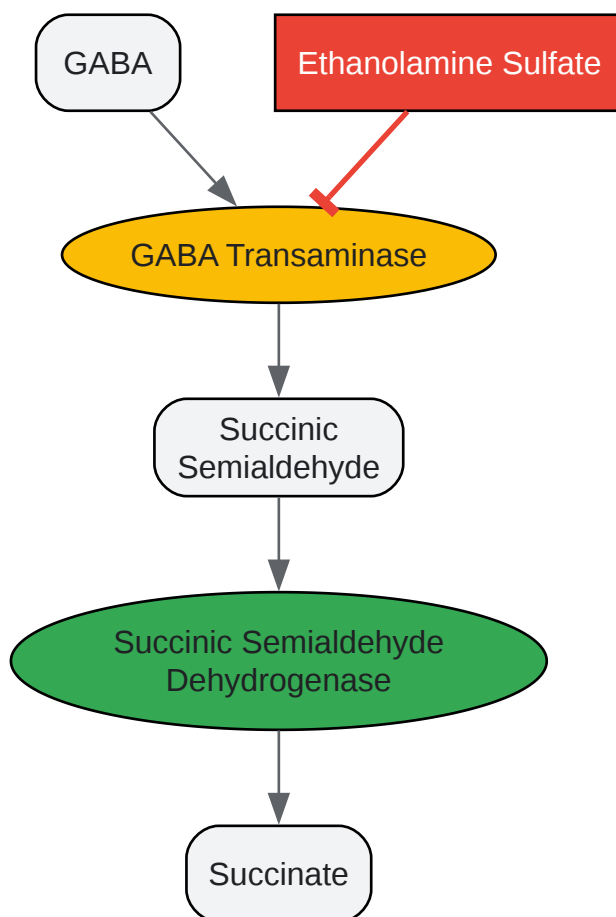 GABA
Ethanolamine Sulfate
GABA Transaminase
Succinic
Semialdehyde
Succinic Semialdehyde
Dehydrogenase
Succinate